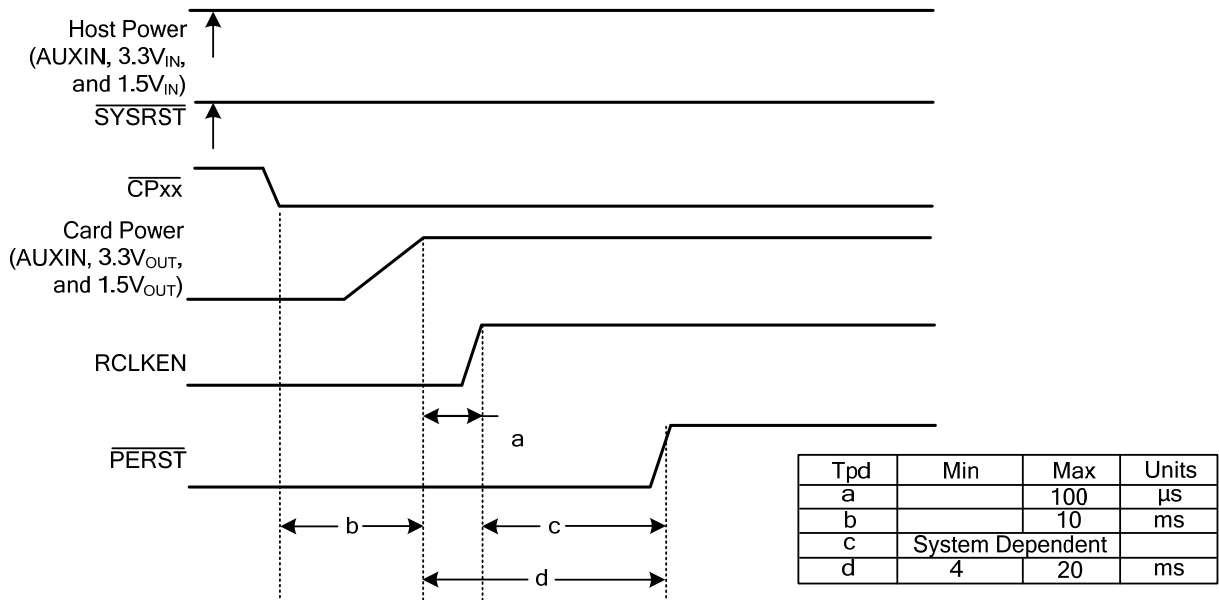 Host Power
(AUXIN, 3.3VIN,
and 1.5VIN)
SYSRST
CPxx
Card Power
(AUXIN, 3.3VOUT,
and 1.5VOUT)
RCLKEN
a
PERST
b
c
d
Tpd Min Max Units
a 100 µs
b 10 ms
c System Dependent
d 4 20 ms